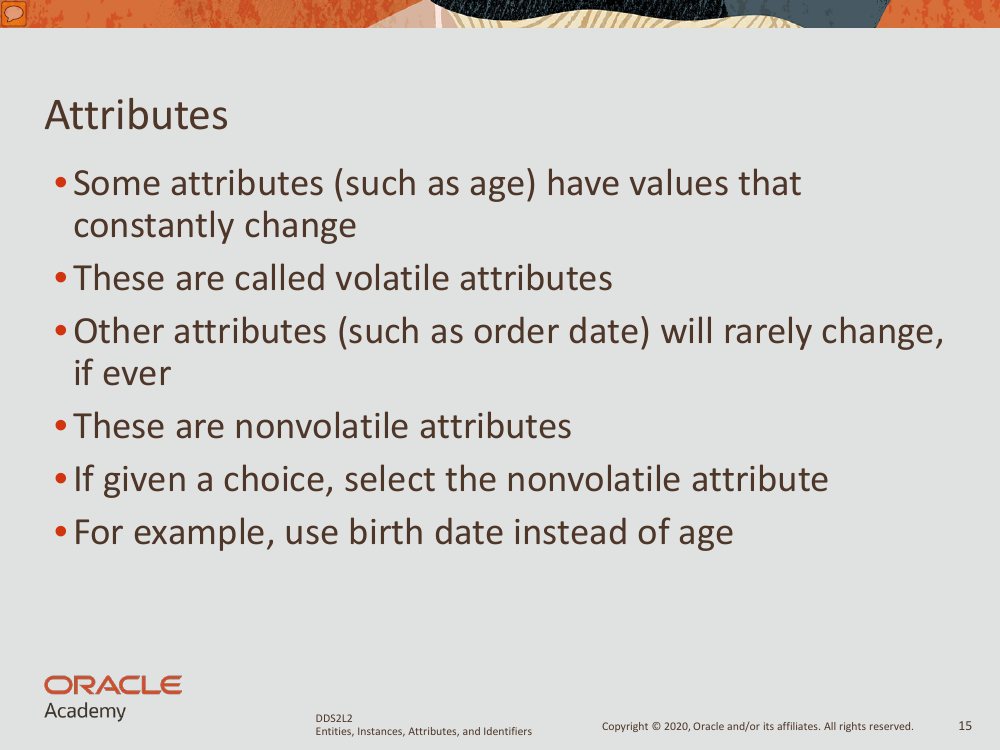 Attributes
•Some attributes (such as age) have values that
constantly change
•These are called volatile attributes
•Other attributes (such as order date) will rarely change,
if ever
•These are nonvolatile attributes
•If given a choice, select the nonvolatile attribute
•For example, use birth date instead of age
ORACLE
Academy
DDS2L2
Entities, Instances, Attributes, and Identifiers
Copyright © 2020, Oracle and/or its affiliates. All rights reserved.
15